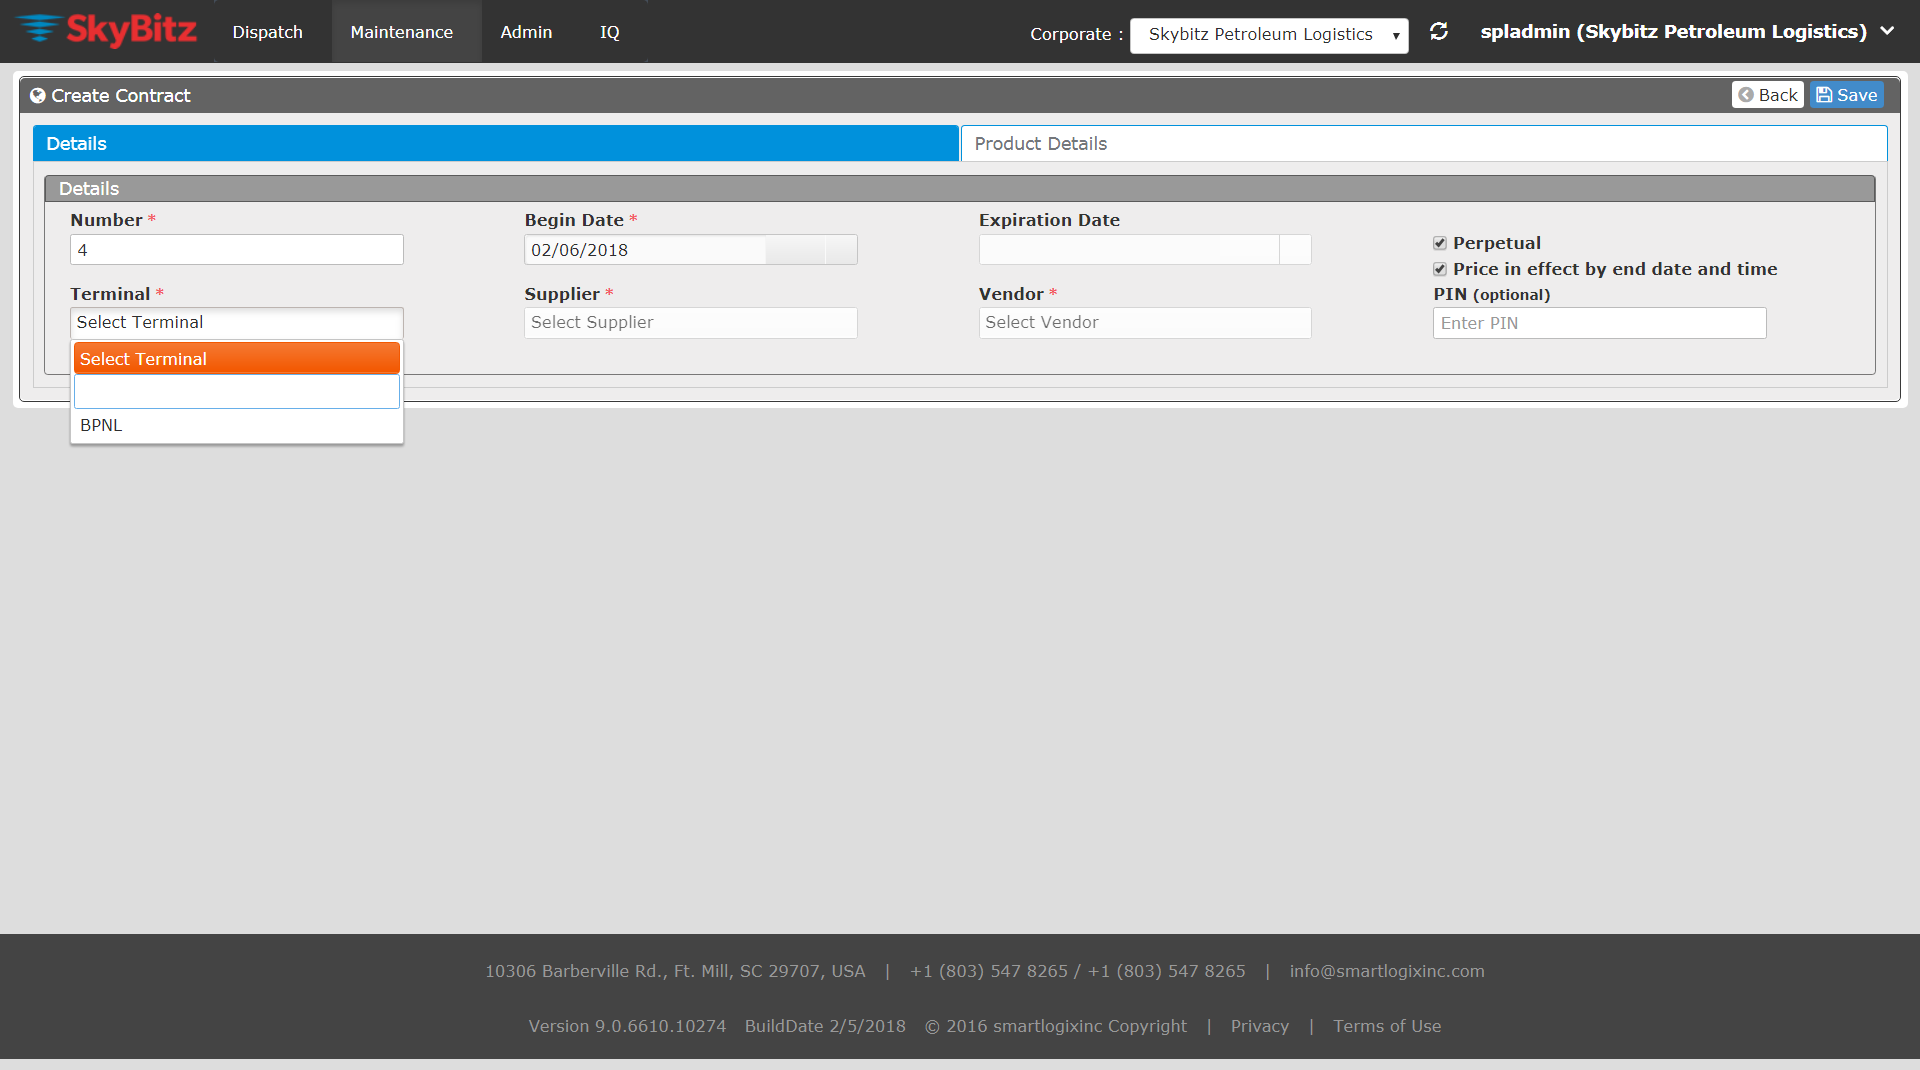 SkyBitz Dispatch Maintenance Admin IQ Corporate : Skybitz Petroleum Logistics spladmin (Skybitz Petroleum Logistics)
Create Contract Back Save
Details Product Details
Details
Number * Begin Date * Expiration Date
4 02/06/2018 Perpetual
Price in effect by end date and time
Terminal * Supplier * Vendor * PIN (optional)
Select Terminal Select Supplier Select Vendor Enter PIN
Select Terminal
BPNL
10306 Barberville Rd., Ft. Mill, SC 29707, USA | +1 (803) 547 8265 / +1 (803) 547 8265 | info@smartlogixinc.com
Version 9.0.6610.10274 BuildDate 2/5/2018 © 2016 smartlogixinc Copyright | Privacy | Terms of Use